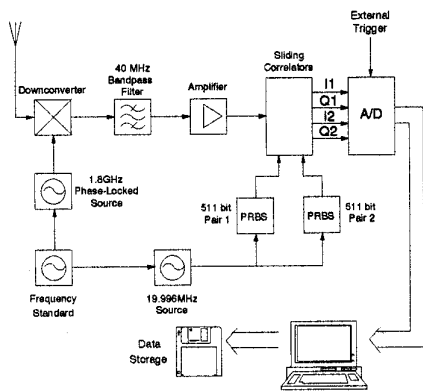 External
Trigger
Sliding
Correlators
40 MHz
Bandpass
Filter
Downconverter
Amplifier
I1
Q1
I2
Q2
A/D
1.8GHz
Phase-Locked
Source
511 bit
Pair 1
PRBS
PRBS
511 bit
Pair 2
Frequency
Standard
19.996MHz
Source
Data
Storage